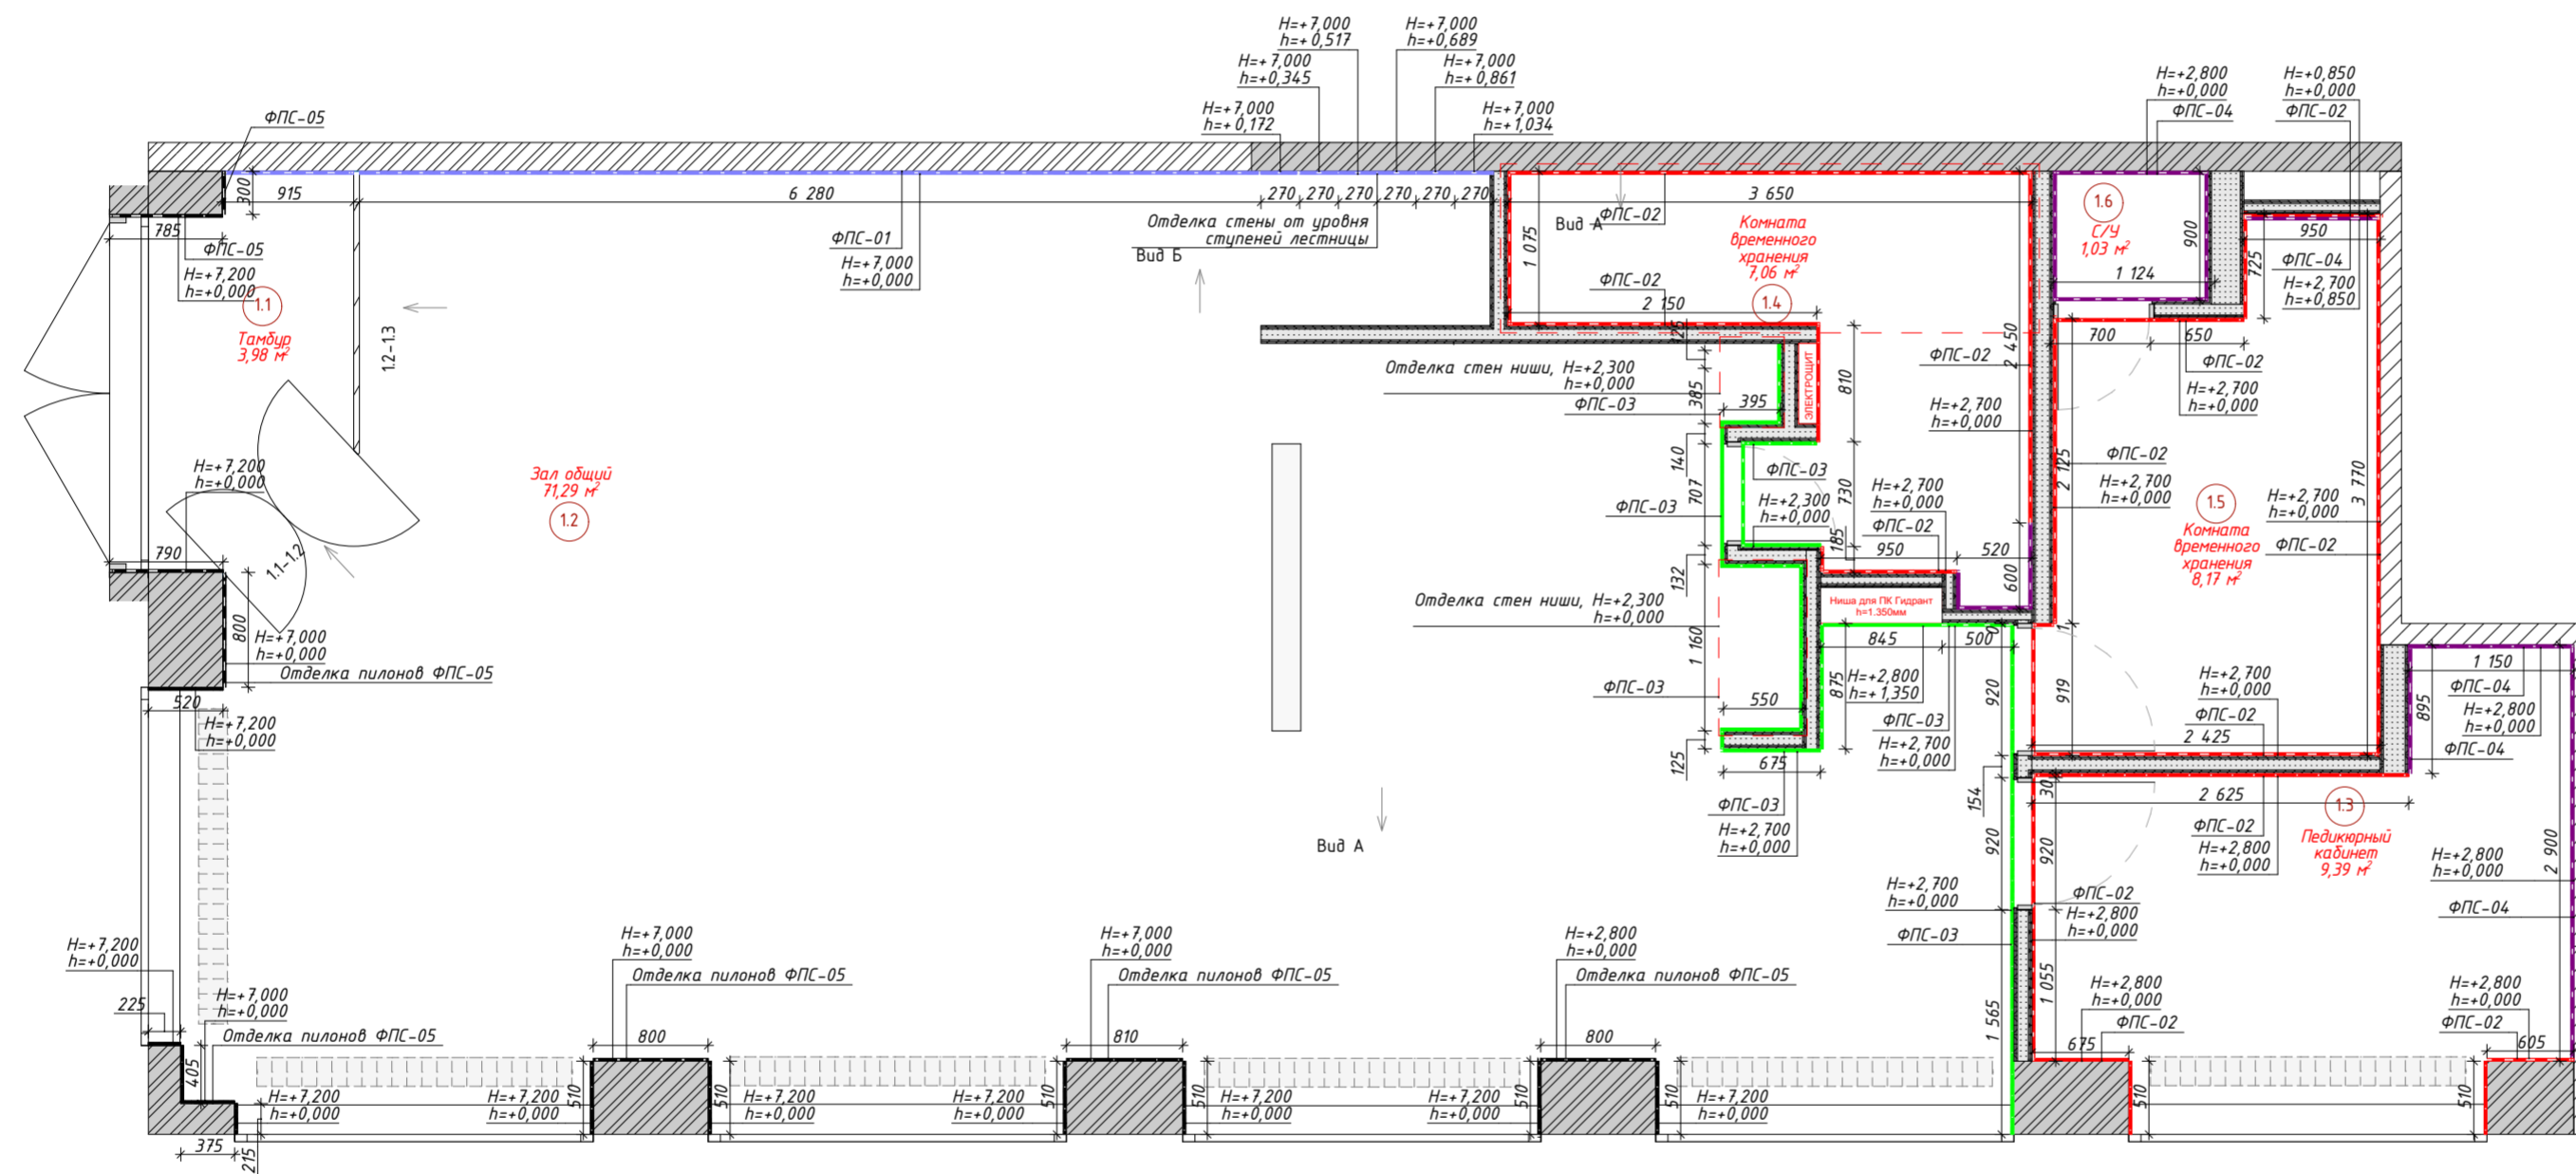 H=+7,000
h=+0,517
H=+7,000
h=+0,689
H=+7,000
h=+0,345
H=+7,000
h=+0,861
H=+7,000
h=+0,172
H=+7,000
h=+1,034
H=+2,800
h=+0,000
ФПС-04
H=+0,850
h=+0,000
ФПС-02
ФПС-05
300
915
6 280
270
270
270
270
270
270
3 650
Отделка стены от уровня
ступеней лестницы
Вид Б
ФПС-01
H=+7,000
h=+0,000
785
ФПС-05
H=+7,200
h=+0,000
1.1
Тамбур
3,98 м²
1.2-1.3
1 075
Вид А
ФПС-02
Комната
временного
хранения
7,06 м²
1.4
ФПС-02
2 150
1.6
С/У
1,03 м²
900
1 124
950
725
ФПС-04
H=+2,700
h=+0,850
700
650
ФПС-02
H=+2,700
h=+0,000
125
Отделка стен ниши, H=+2,300
h=+0,000
ФПС-03
385
395
ЭЛЕКТРОЩИТ
810
2 450
ФПС-02
H=+2,700
h=+0,000
140
707
ФПС-03
ФПС-03
H=+2,300
h=+0,000
730
H=+2,700
h=+0,000
ФПС-02
185
950
520
600
2 125
ФПС-02
H=+2,700
h=+0,000
1.5
Комната
временного
хранения
8,17 м²
H=+2,700
h=+0,000
ФПС-02
3 770
Зал общий
71,29 м²
1.2
H=+7,200
h=+0,000
790
1.1-1.2
800
H=+7,000
h=+0,000
Отделка пилонов ФПС-05
520
H=+7,200
h=+0,000
132
Отделка стен ниши, H=+2,300
h=+0,000
1 160
ФПС-03
550
125
675
ФПС-03
H=+2,700
h=+0,000
Ниша для ПК Гидрант
h=1.350мм
845
500
0
1
875
H=+2,800
h=+1,350
ФПС-03
H=+2,700
h=+0,000
920
919
H=+2,700
h=+0,000
ФПС-02
2 425
1 150
ФПС-04
H=+2,800
h=+0,000
895
ФПС-04
154
30
2 625
1.3
Педикюрный
кабинет
9,39 м²
ФПС-02
H=+2,800
h=+0,000
920
920
H=+2,800
h=+0,000
ФПС-04
2 900
Вид А
H=+2,700
h=+0,000
ФПС-03
ФПС-02
H=+2,800
h=+0,000
1 055
1 565
H=+2,800
h=+0,000
ФПС-02
675
H=+2,800
h=+0,000
ФПС-02
605
H=+7,200
h=+0,000
225
H=+7,000
h=+0,000
Отделка пилонов ФПС-05
405
375
215
H=+7,000
h=+0,000
Отделка пилонов ФПС-05
800
H=+7,000
h=+0,000
Отделка пилонов ФПС-05
810
H=+2,800
h=+0,000
Отделка пилонов ФПС-05
800
H=+7,200
h=+0,000
H=+7,200
h=+0,000
510
510
H=+7,200
h=+0,000
H=+7,200
h=+0,000
510
510
H=+7,200
h=+0,000
H=+7,200
h=+0,000
510
510
H=+7,200
h=+0,000
510
510